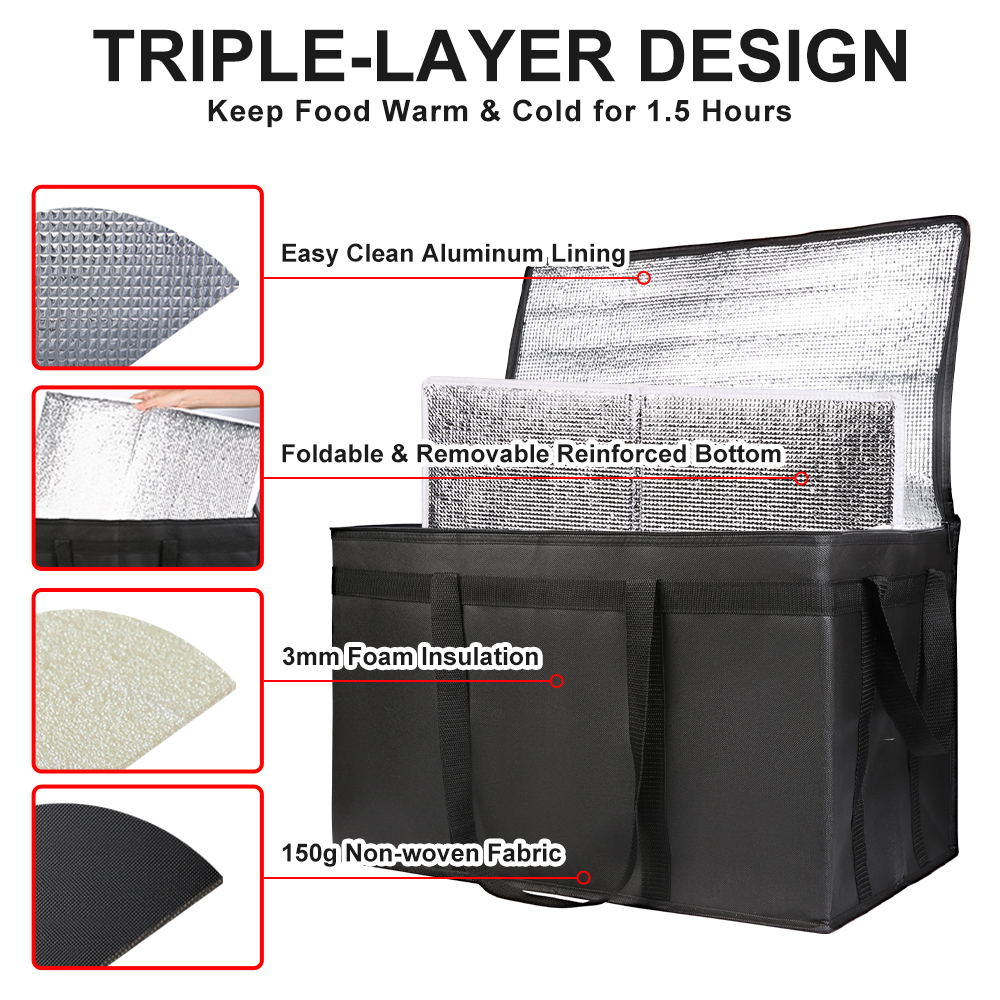 TRIPLE-LAYER DESIGN
Keep Food Warm & Cold for 1.5 Hours
Easy Clean Aluminum Lining
Foldable & Removable Reinforced Bottom
3mm Foam Insulation
150g Non-woven Fabric